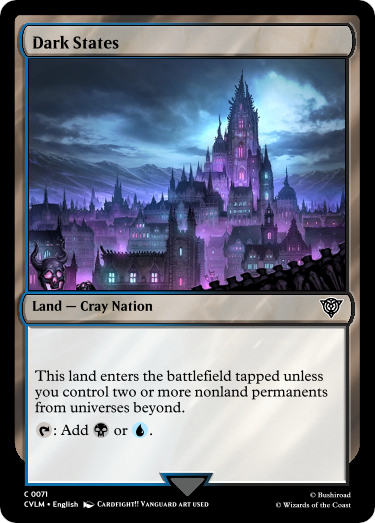 Dark States
Land — Cray Nation
This land enters the battlefield tapped unless
you control two or more nonland permanents
from universes beyond.
: Add or .
C 0071
© Bushiroad
CVLM • English CARDFIGHT!! VANGUARD ART USED
© Wizards of the Coast